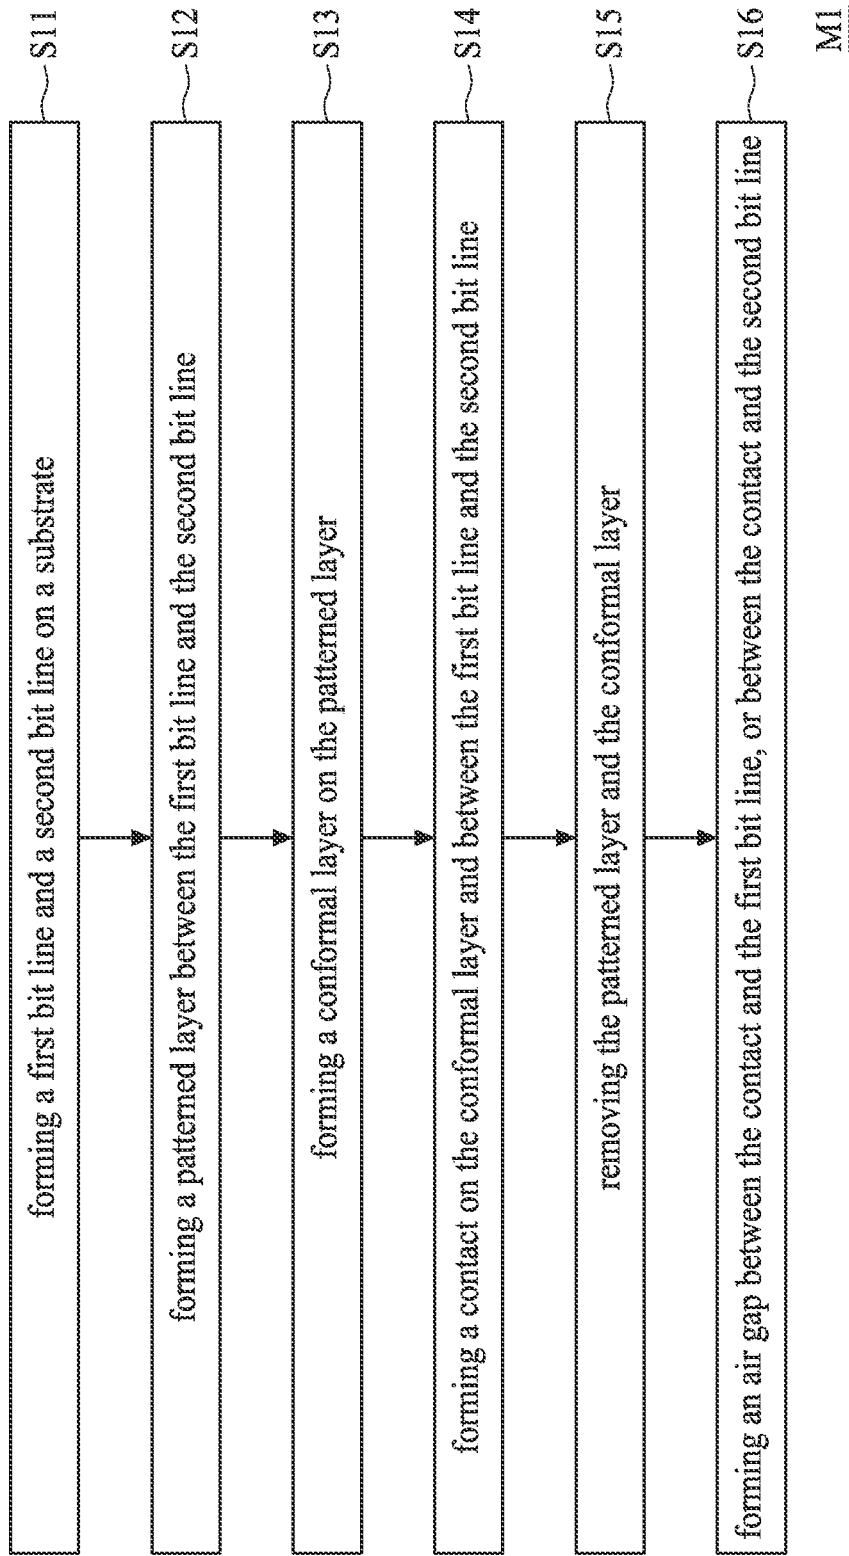 forming a first bit line and a second bit line on a substrate
S11
forming a patterned layer between the first bit line and the second bit line
S12
forming a conformal layer on the patterned layer
S13
forming a contact on the conformal layer and between the first bit line and the second bit line
S14
removing the patterned layer and the conformal layer
S15
forming an air gap between the contact and the first bit line, or between the contact and the second bit line
S16
M1